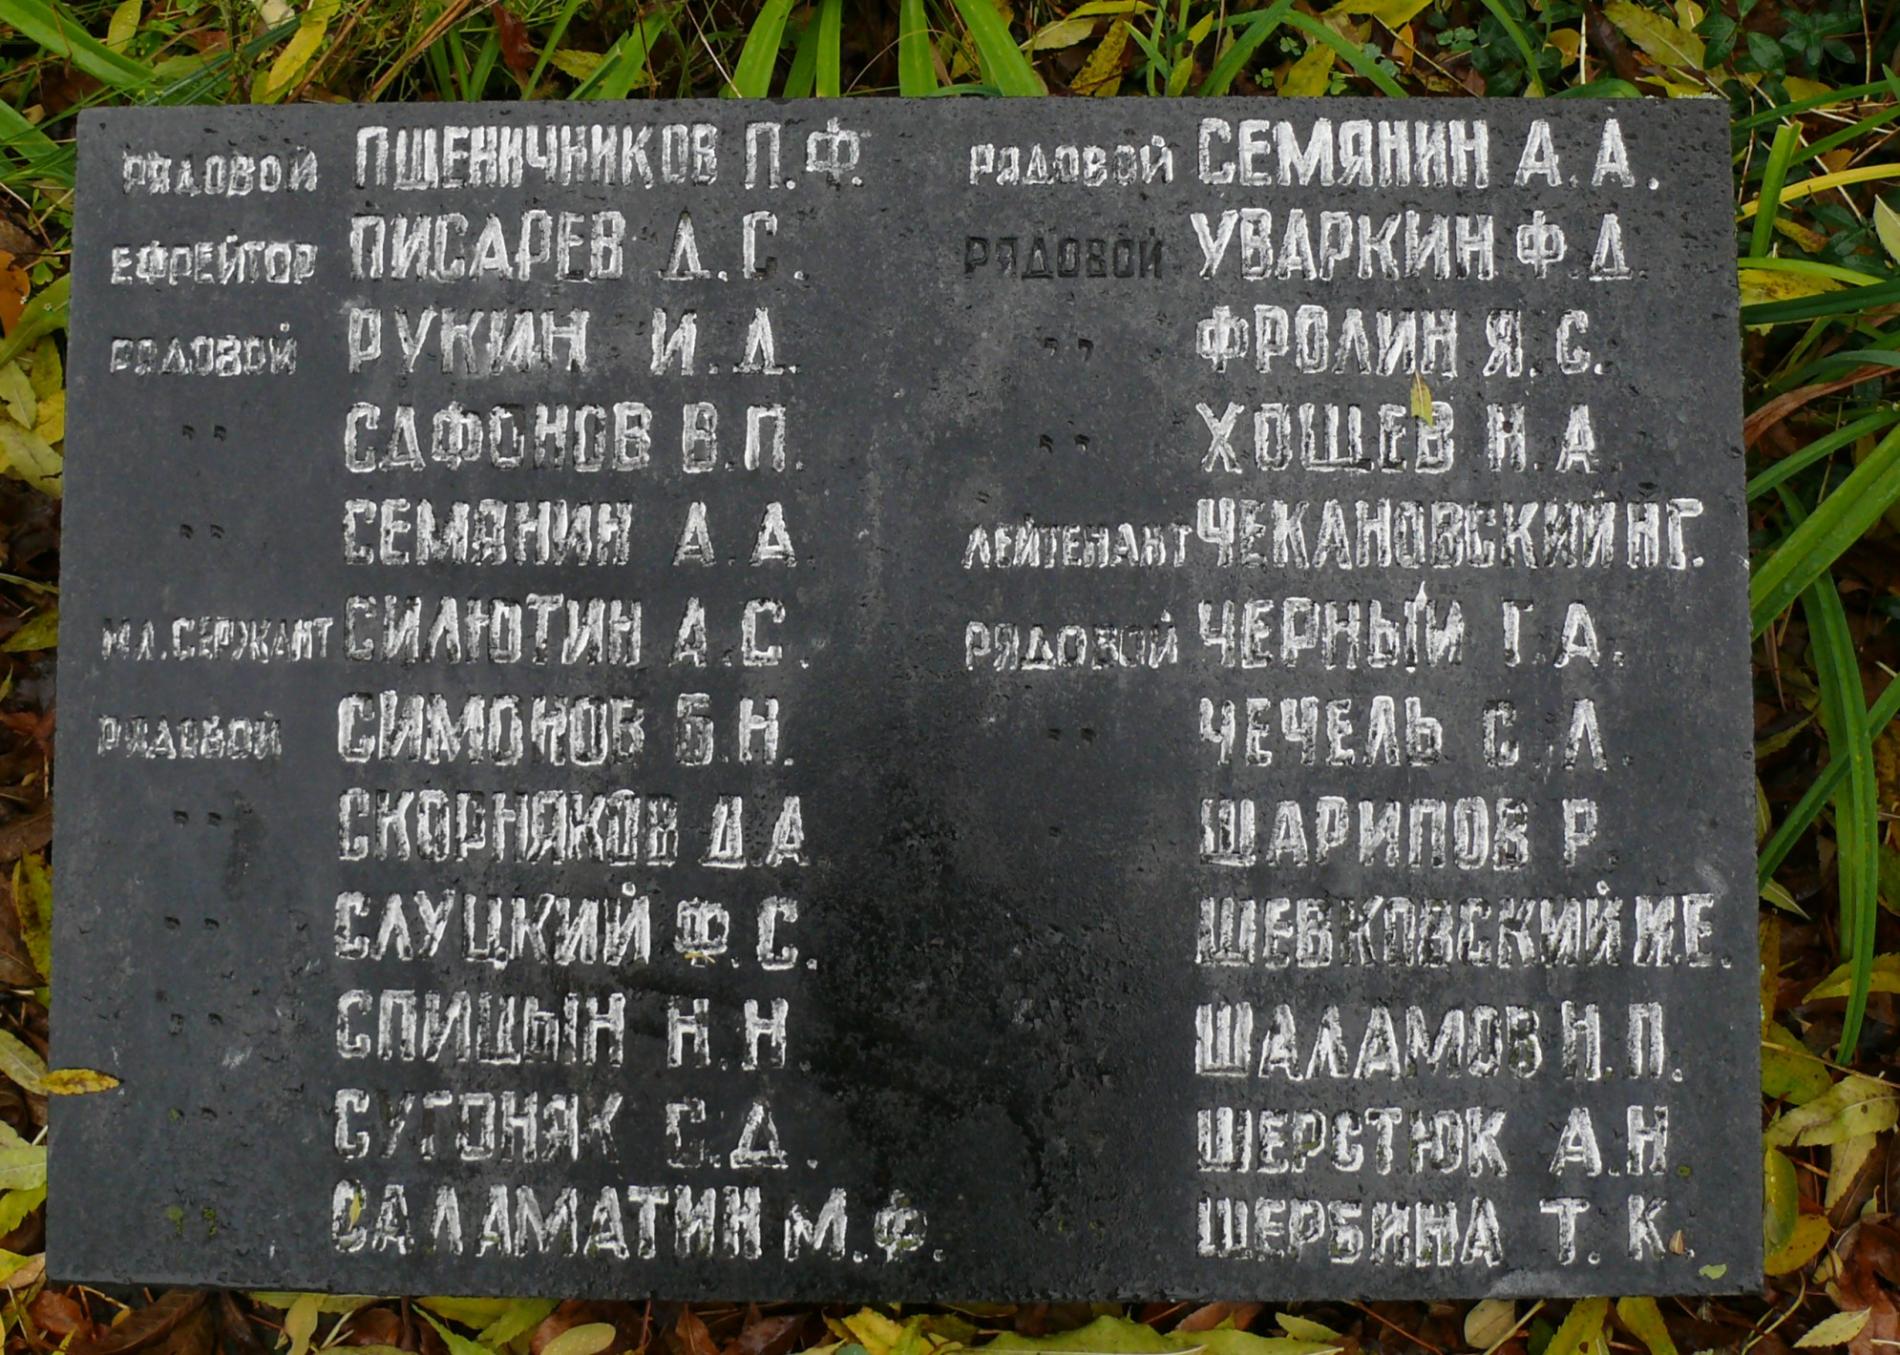 РЯДОВОЙ ПШЕНИЧНИКОВ П.Ф.
ЕФРЕЙТОР ПИСАРЕВ Д.С.
РЯДОВОЙ РУКИН И.Д.
" САФОНОВ В.П.
" СЕМЯНИН А.А.
МЛ.СЕРЖАНТ СИЛЮТИН А.С.
РЯДОВОЙ СИМОНОВ Б.Н.
" СКОРНЯКОВ Д.А
" СЛУЦКИЙ Ф.С.
" СПИЦЫН Н.Н.
" СУГОНЯК С.Д.
" САЛАМАТИН М.Ф.
РЯДОВОЙ СЕМЯНИН А.А.
РЯДОВОЙ УВАРКИН Ф.Д.
" ФРОЛИН Я.С.
" ХОЩЕВ Н.А.
ЛЕЙТЕНАНТ ЧЕКАНОВСКИЙ Н Г.
РЯДОВОЙ ЧЕРНЫЙ Г.А.
" ЧЕЧЕЛЬ С.Л.
ШАРИПОВ Р.
ШЕВКОВСКИЙ И.Е.
ШАЛАМОВ Н.П.
ШЕРСТЮК А.Н
ЩЕРБИНА Т.К.